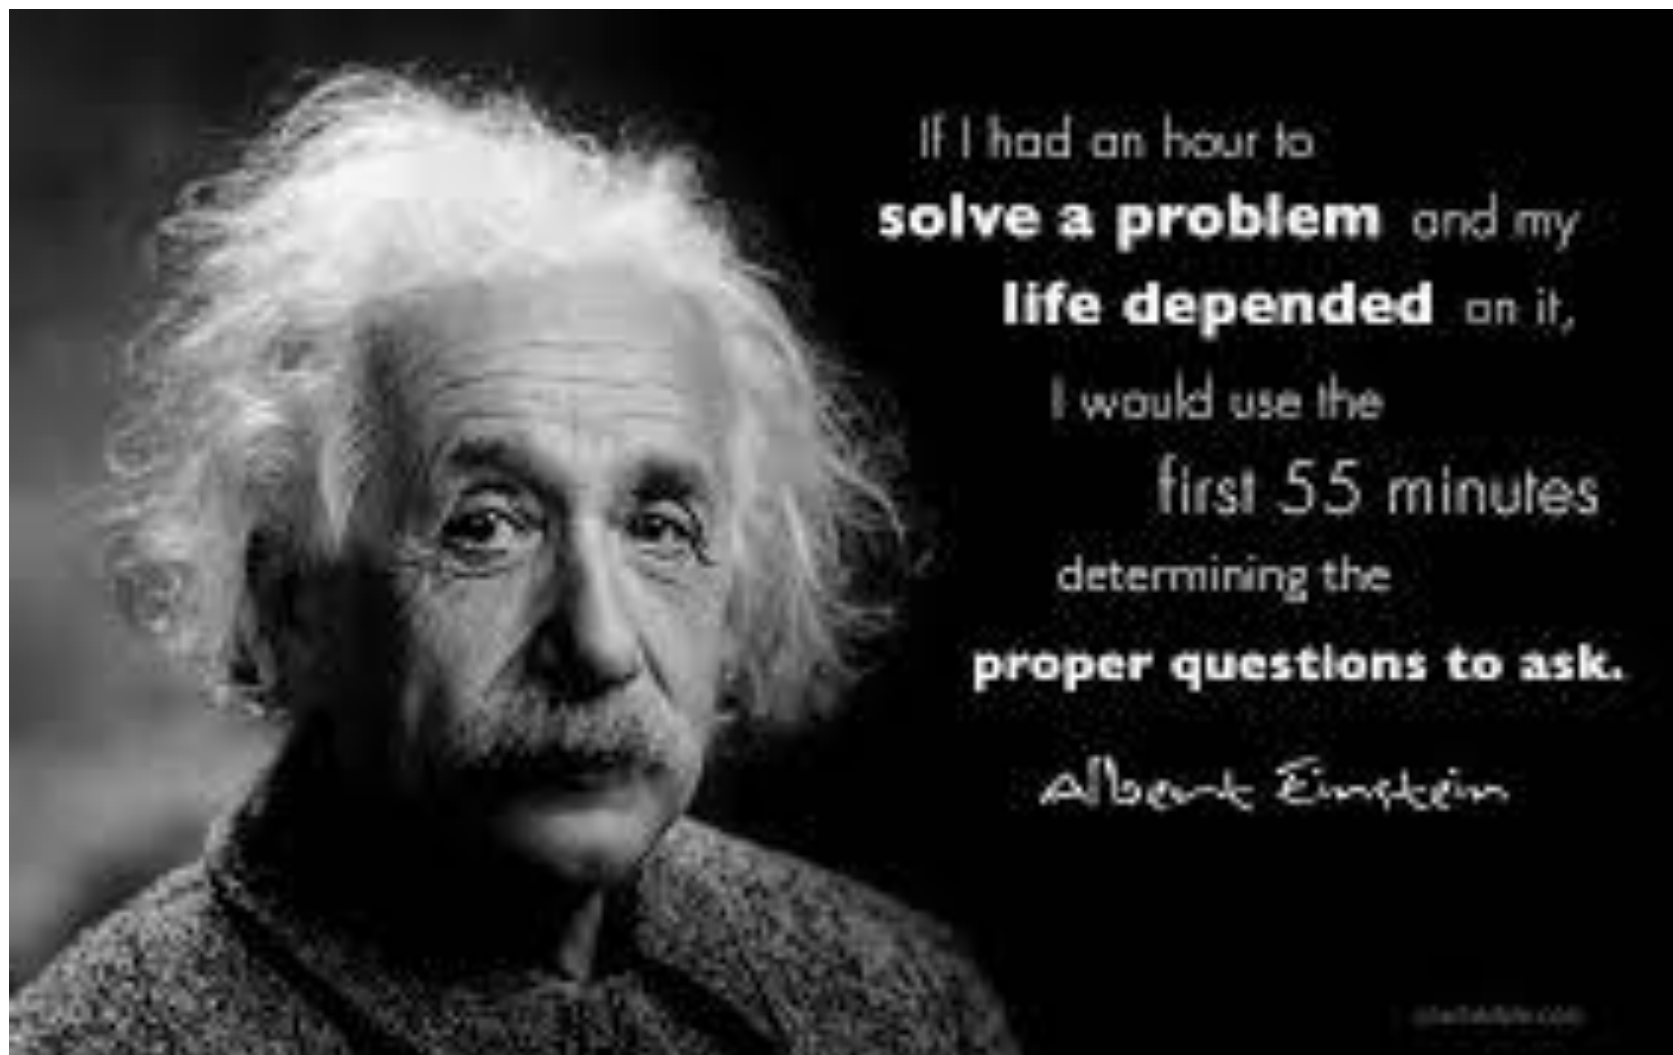 If I had an hour to
solve a problem and my
life depended on it,
I would use the
first 55 minutes
determining the
proper questions to ask.
Albert Einstein